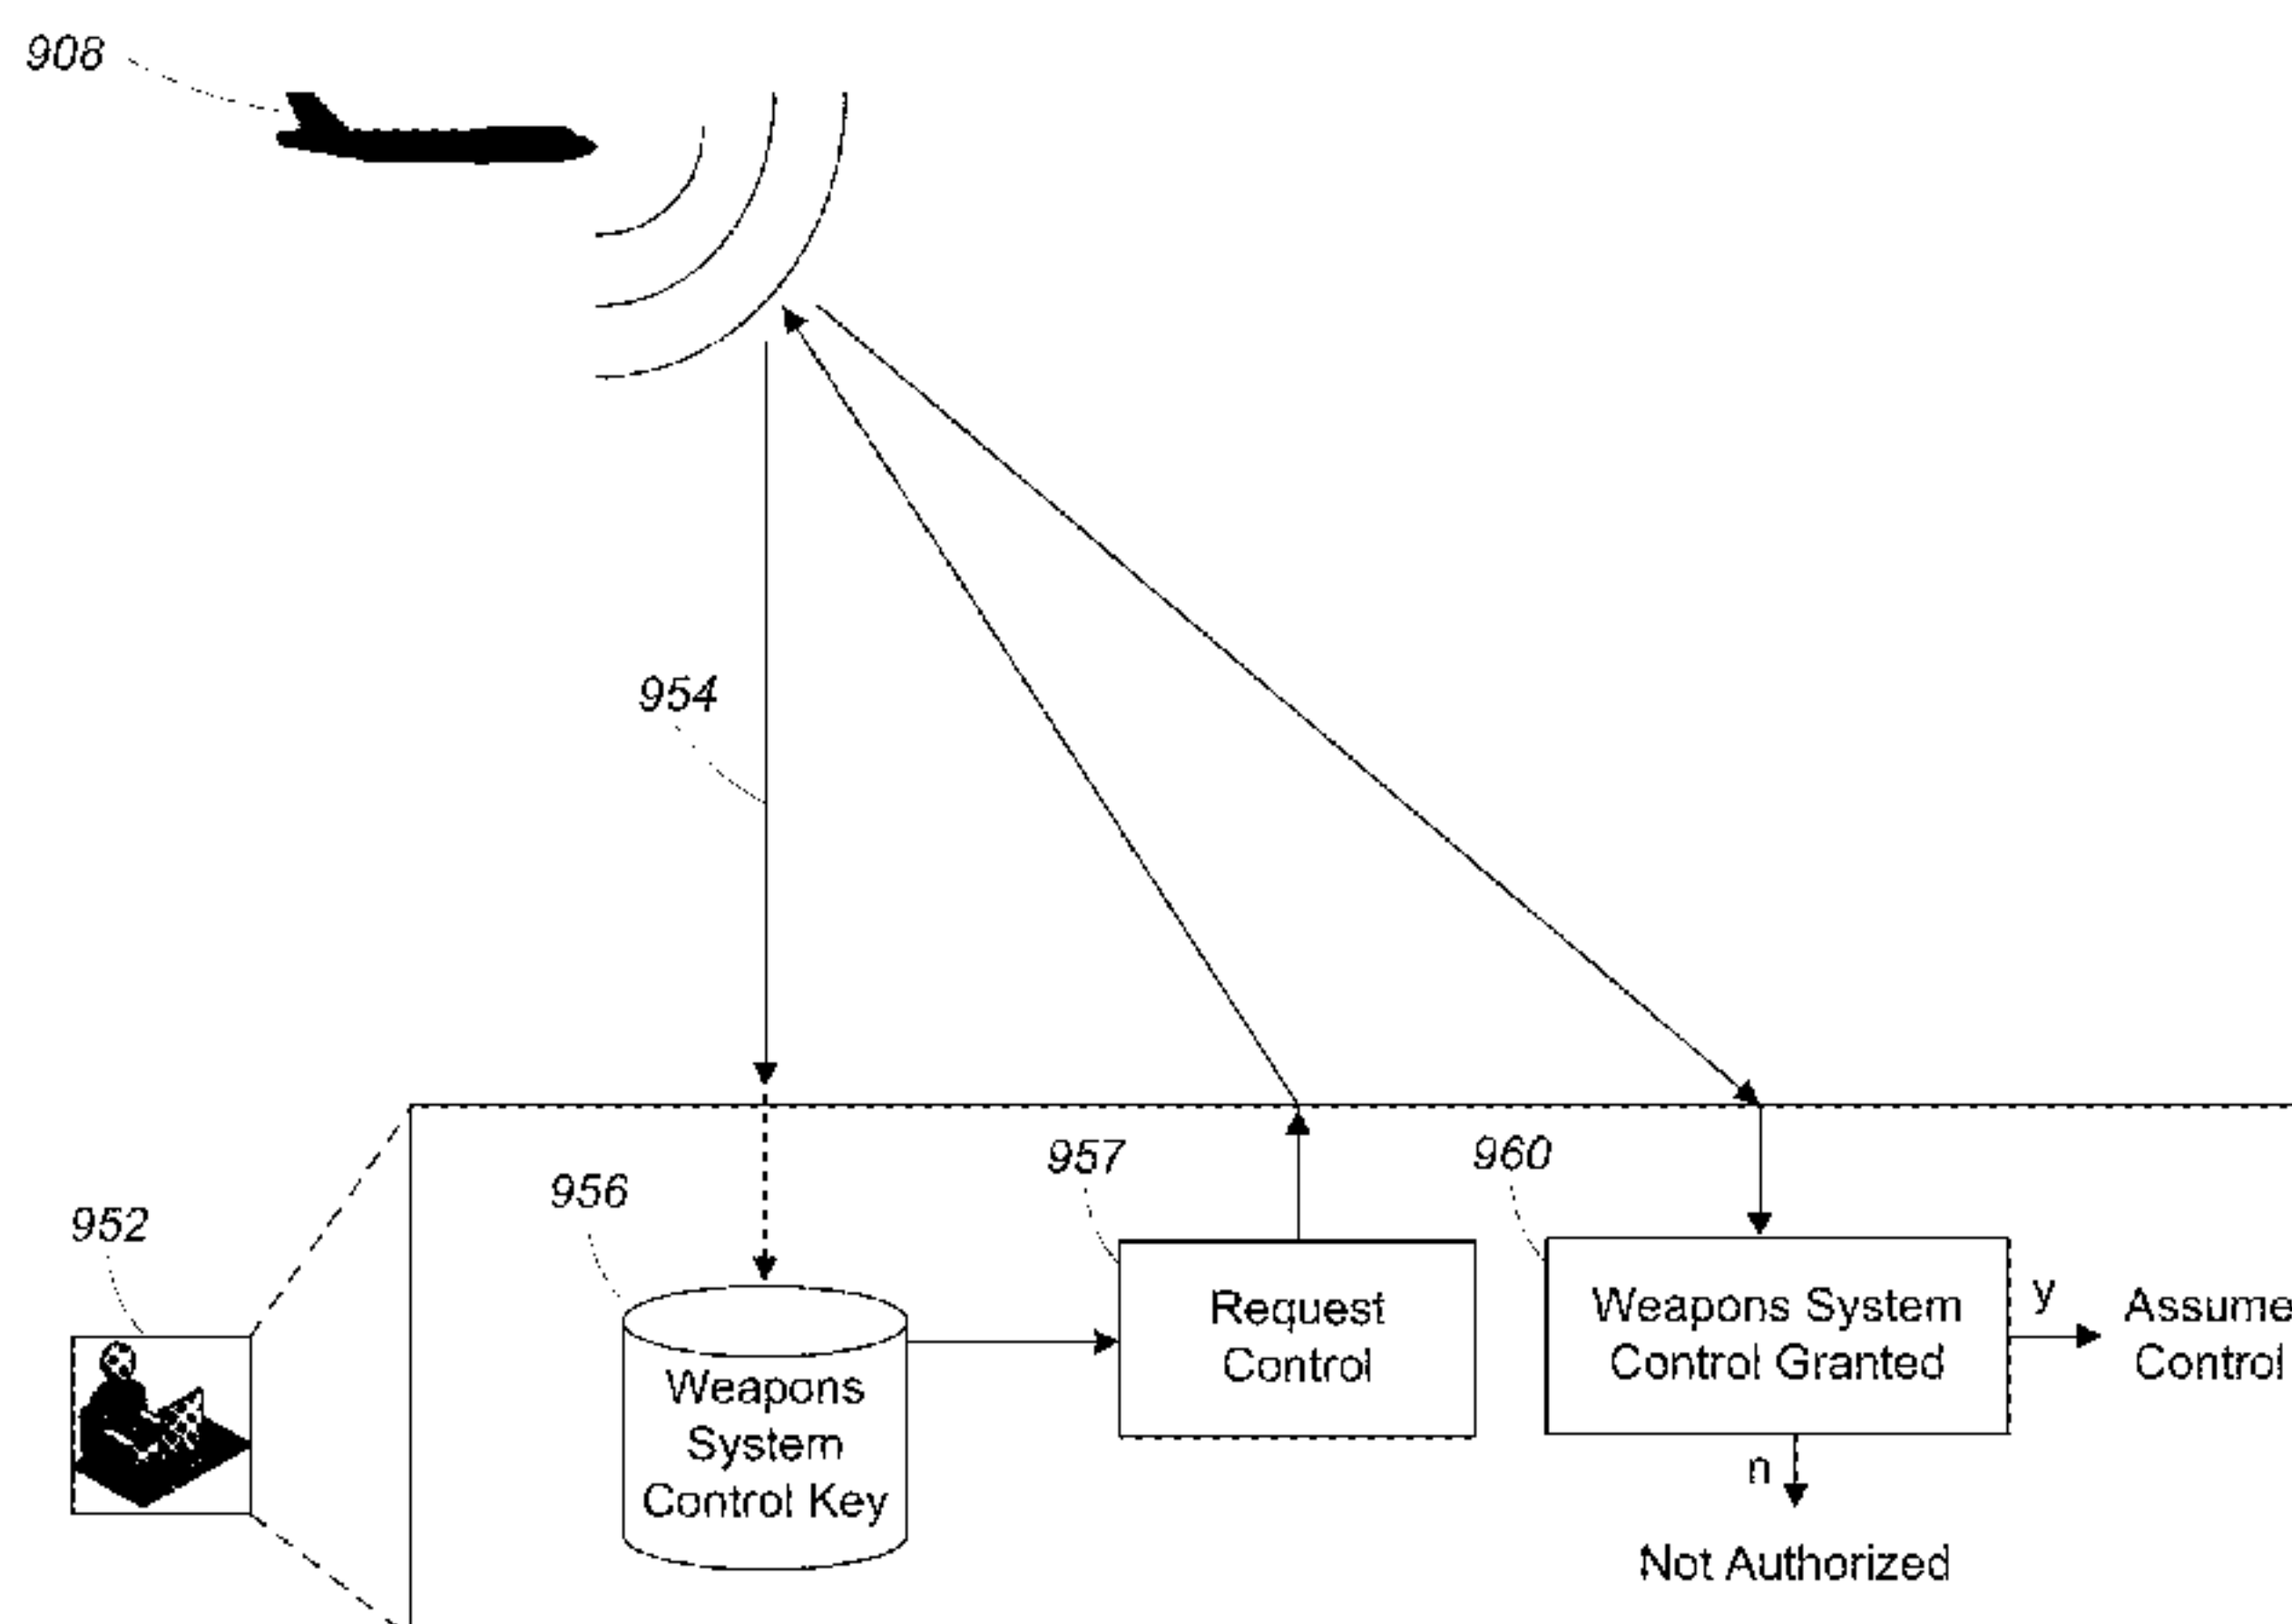 908
954
957
960
956
952
Request
Control
Weapons System
Control Granted
y
Assume
Control
Weapons
System
Control Key
n
Not Authorized